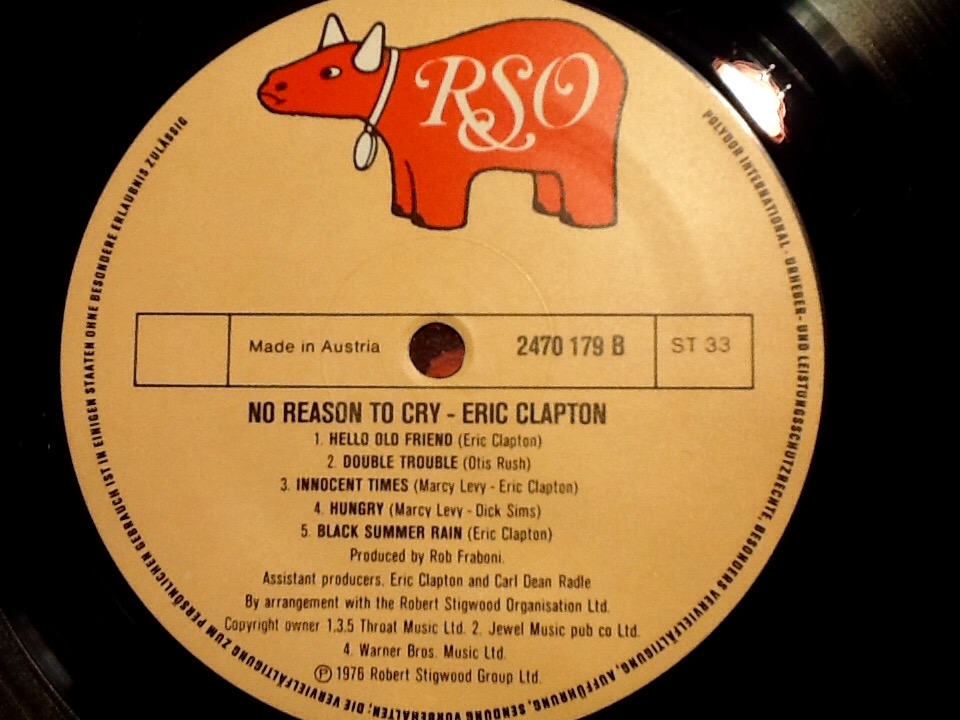 RSO
Made in Austria
2470 179 B
ST 33
NO REASON TO CRY - ERIC CLAPTON
1. HELLO OLD FRIEND (Eric Clapton)
2. DOUBLE TROUBLE (Otis Rush)
3. INNOCENT TIMES (Marcy Levy - Eric Clapton)
4. HUNGRY (Marcy Levy - Dick Sims)
5. BLACK SUMMER RAIN (Eric Clapton)
Produced by Rob Fraboni.
Assistant producers. Eric Clapton and Carl Dean Radle
By arrangement with the Robert Stigwood Organisation Ltd.
Copyright owner 1.3.5 Throat Music Ltd. 2. Jewel Music pub co Ltd.
4. Warner Bros. Music Ltd.
℗ 1976 Robert Stigwood Group Ltd.
POLYDOR INTERNATIONAL · URHEBER- UND LEISTUNGSSCHUTZRECHTE, BESONDERS VERVIELFÄLTIGUNG, AUFFÜHRUNG, SENDUNG VORBEHALTEN; DIE VERVIELFÄLTIGUNG ZUM PERSÖNLICHEN GEBRAUCH IST IN EINIGEN STAATEN OHNE BESONDERE ERLAUBNIS ZULÄSSIG